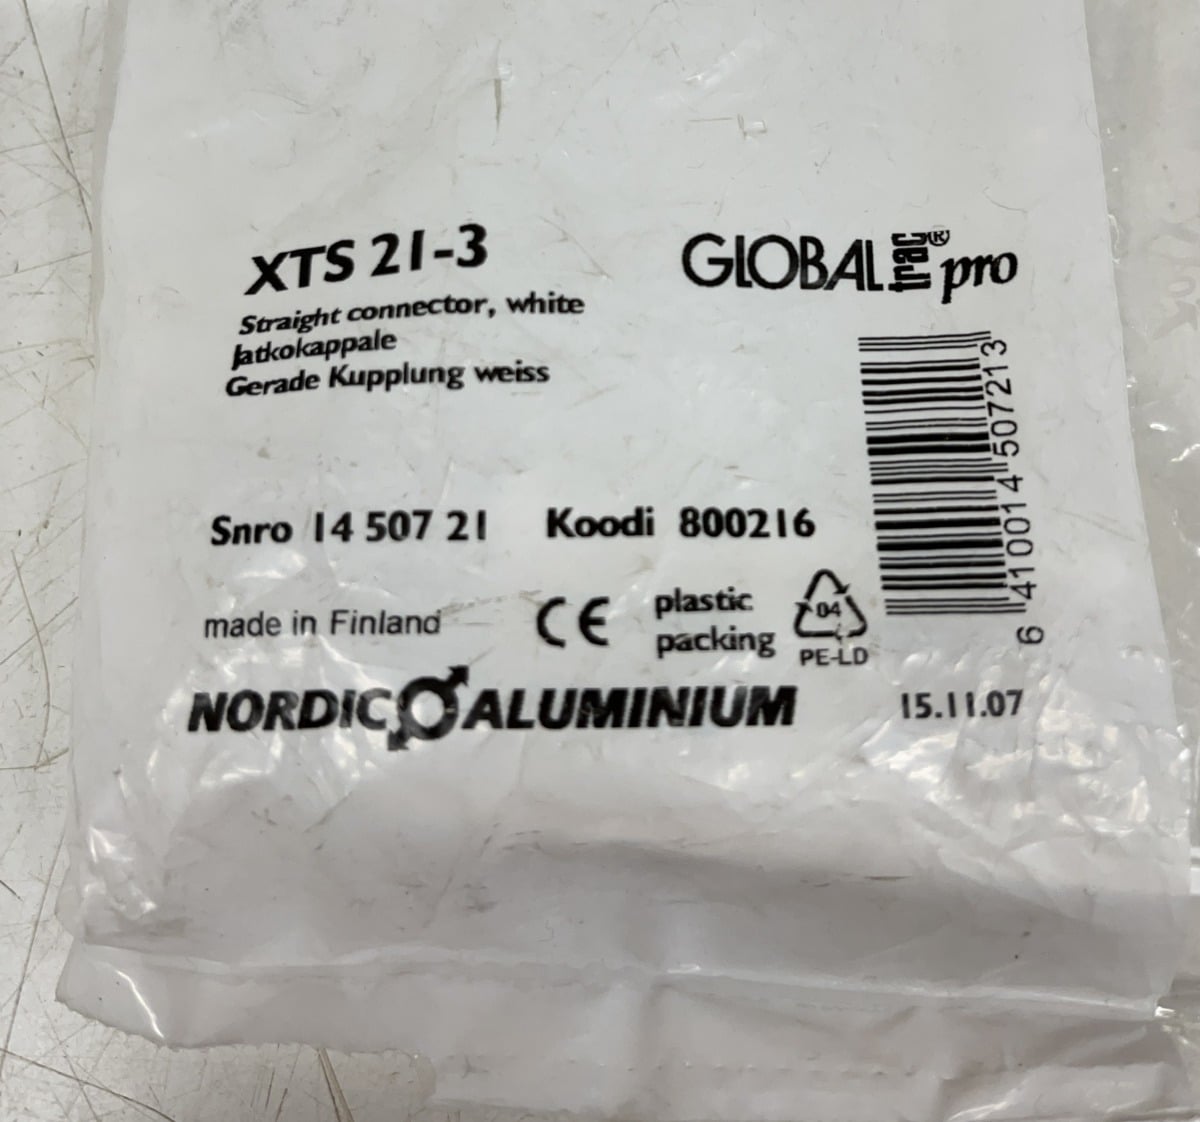 XTS 21-3
Straight connector, white
Jatkokappale
Gerade Kupplung weiss
GLOBAL trac® pro
6 410014 507213
Snro 14 507 21 Koodi 800216
made in Finland CE
plastic
packing
04
PE-LD
NORDIC ALUMINIUM
15.11.07